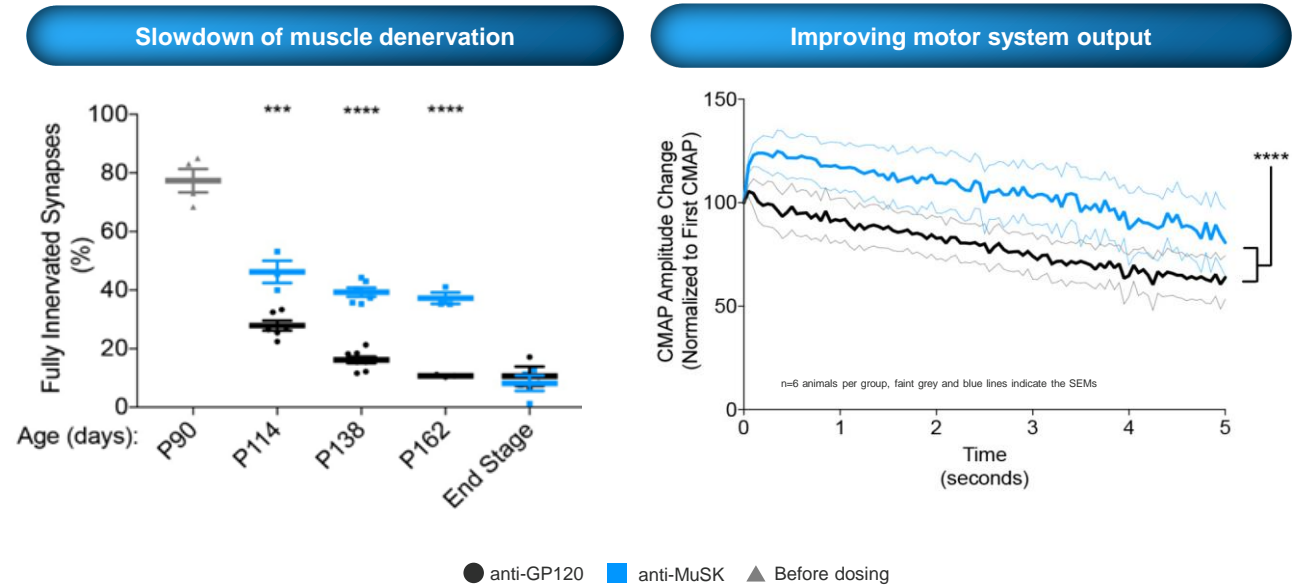 Slowdown of muscle denervation
Improving motor system output
Fully Innervated Synapses
(%)
100
80
60
40
20
0
***
****
****
Age (days):
P90
P114
P138
P162
End Stage
CMAP Amplitude Change
(Normalized to First CMAP)
150
100
50
0
****
n=6 animals per group, faint grey and blue lines indicate the SEMs
0
1
2
3
4
5
Time
(seconds)
anti-GP120
anti-MuSK
Before dosing